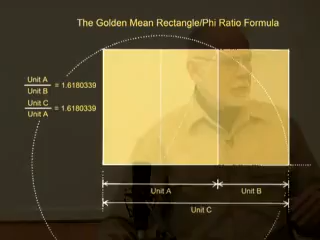 The Golden Mean Rectangle/Phi Ratio Formula
Unit A
Unit B
= 1.6180339
Unit C
Unit A
= 1.6180339
Unit A
Unit B
Unit C